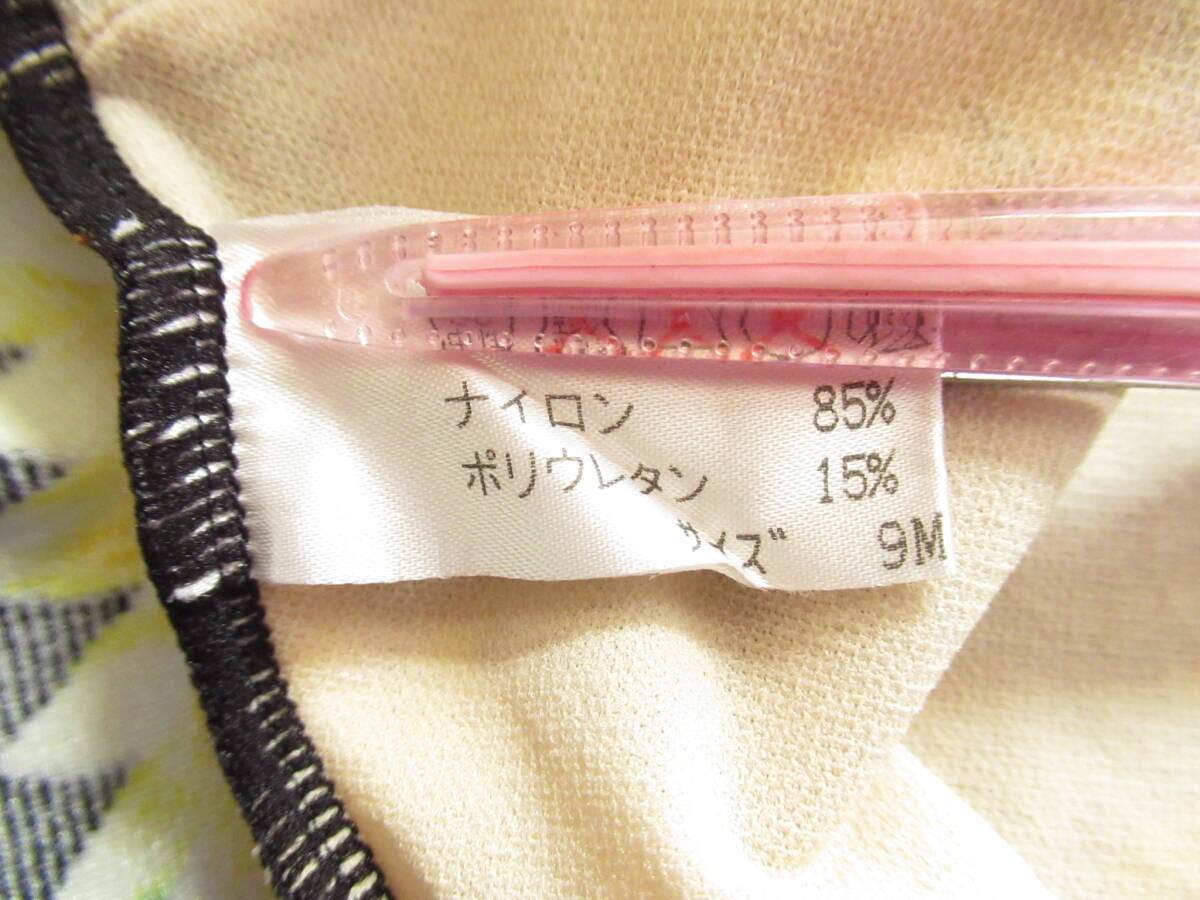 ナイロン 85%
ポリウレタン 15%
サイズ 9M